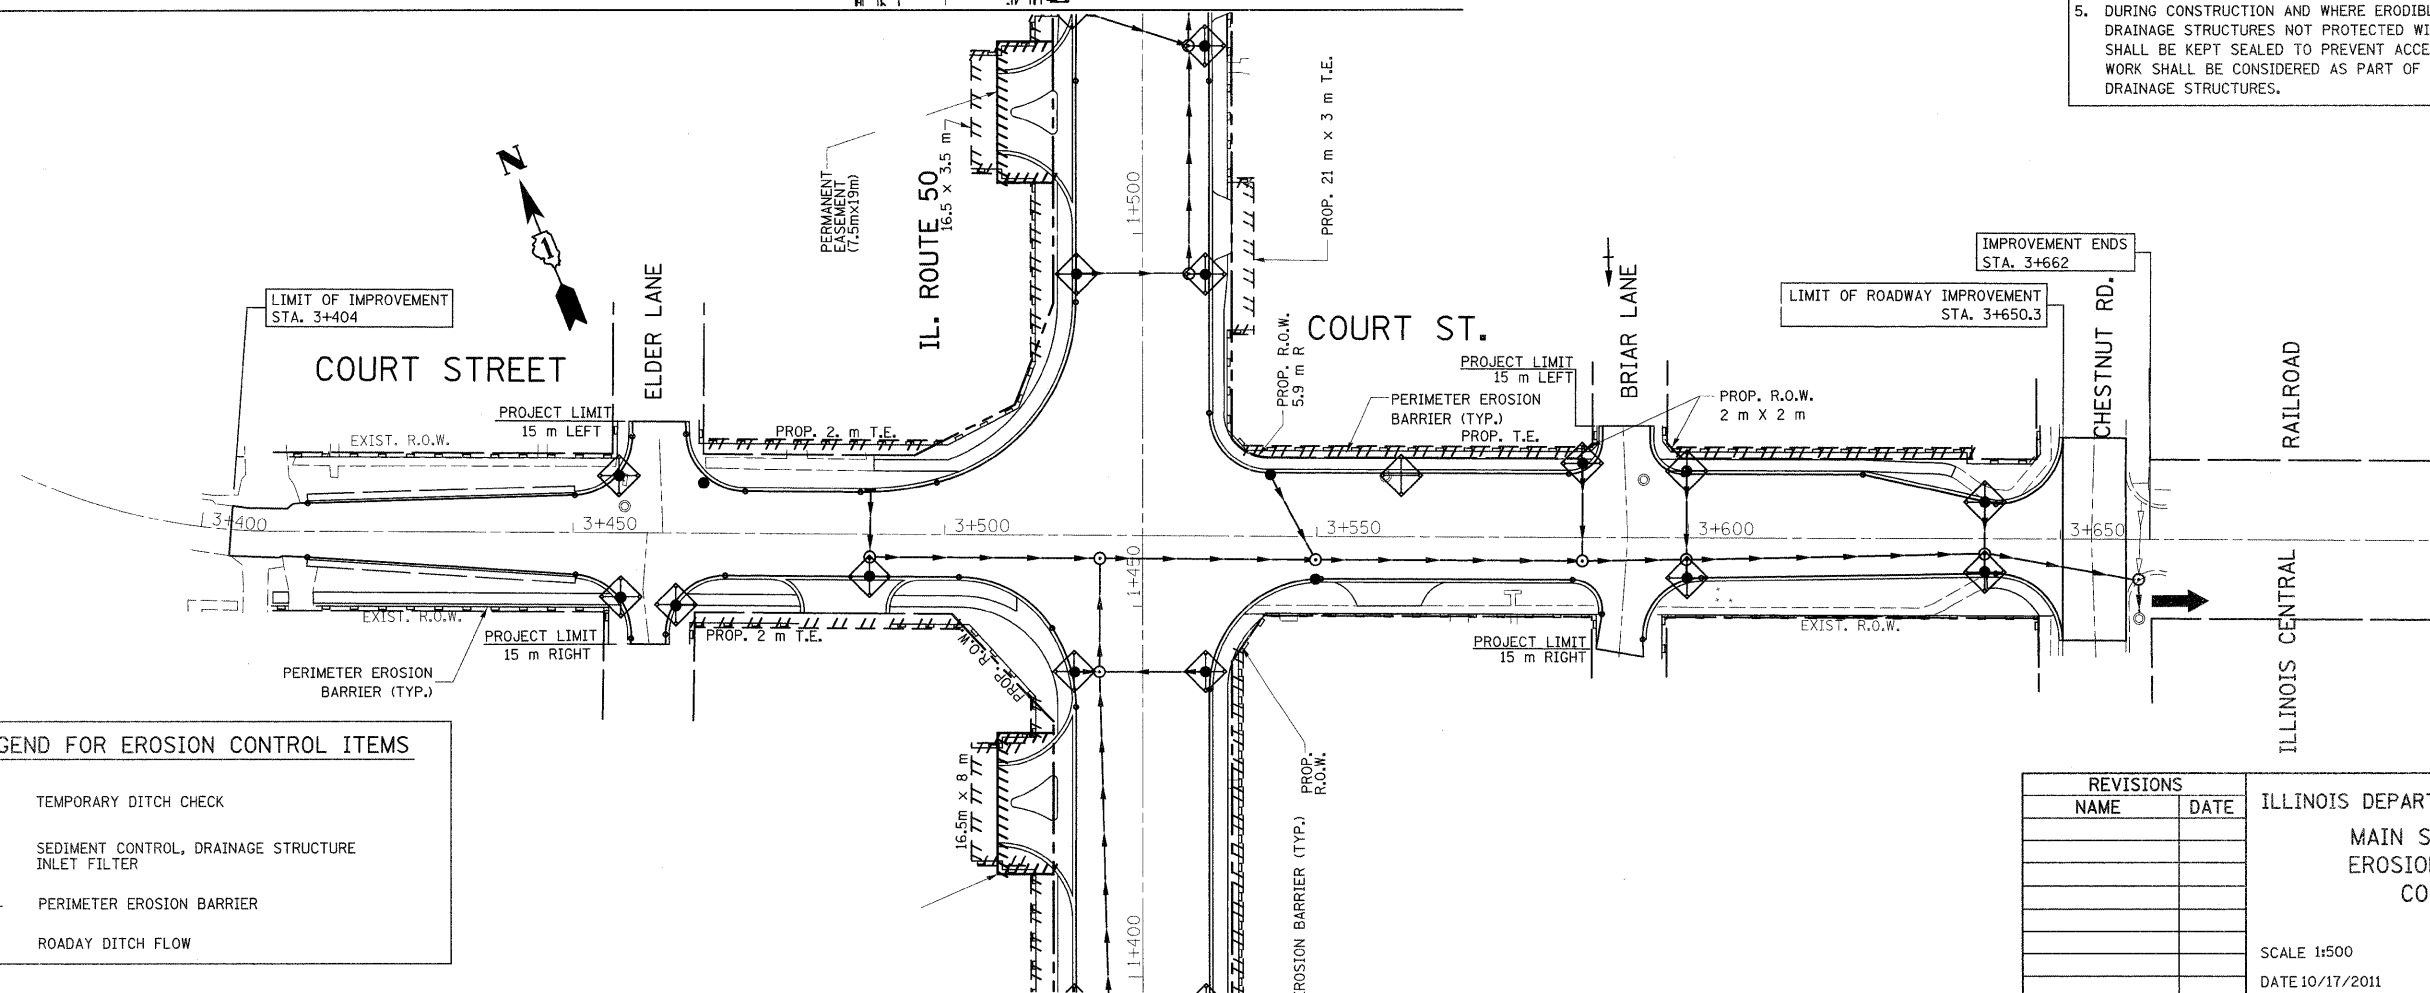 5. DURING CONSTRUCTION AND WHERE ERODIBL
DRAINAGE STRUCTURES NOT PROTECTED WI
SHALL BE KEPT SEALED TO PREVENT ACCE
WORK SHALL BE CONSIDERED AS PART OF
DRAINAGE STRUCTURES.
N
1
PERMANENT
EASEMENT
(7.5mx19m)
IL. ROUTE 50
16.5 x 3.5 m
1+500
PROP. 21 m x 3 m T.E.
IMPROVEMENT ENDS
STA. 3+662
LIMIT OF ROADWAY IMPROVEMENT
STA. 3+650.3
CHESTNUT RD.
LIMIT OF IMPROVEMENT
STA. 3+404
COURT STREET
ELDER LANE
COURT ST.
BRIAR LANE
PROP. R.O.W.
5.9 m R
PROJECT LIMIT
15 m LEFT
PROP. R.O.W.
2 m X 2 m
PERIMETER EROSION
BARRIER (TYP.)
PROP. T.E.
RAILROAD
PROJECT LIMIT
15 m LEFT
EXIST. R.O.W.
PROP. 2. m T.E.
3+400
3+450
3+500
3+550
3+600
3+650
1+450
EXIST. R.O.W.
PROJECT LIMIT
15 m RIGHT
PROP. 2 m T.E.
PROP. R.O.W.
PERIMETER EROSION
BARRIER (TYP.)
PROJECT LIMIT
15 m RIGHT
EXIST. R.O.W.
ILLINOIS CENTRAL
GEND FOR EROSION CONTROL ITEMS
TEMPORARY DITCH CHECK
SEDIMENT CONTROL, DRAINAGE STRUCTURE
INLET FILTER
PERIMETER EROSION BARRIER
ROADAY DITCH FLOW
16.5m x 8 m
PROP.
R.O.W.
EROSION BARRIER (TYP.)
1+400
REVISIONS
NAME DATE
ILLINOIS DEPART
MAIN S
EROSION
CO
SCALE 1:500
DATE 10/17/2011